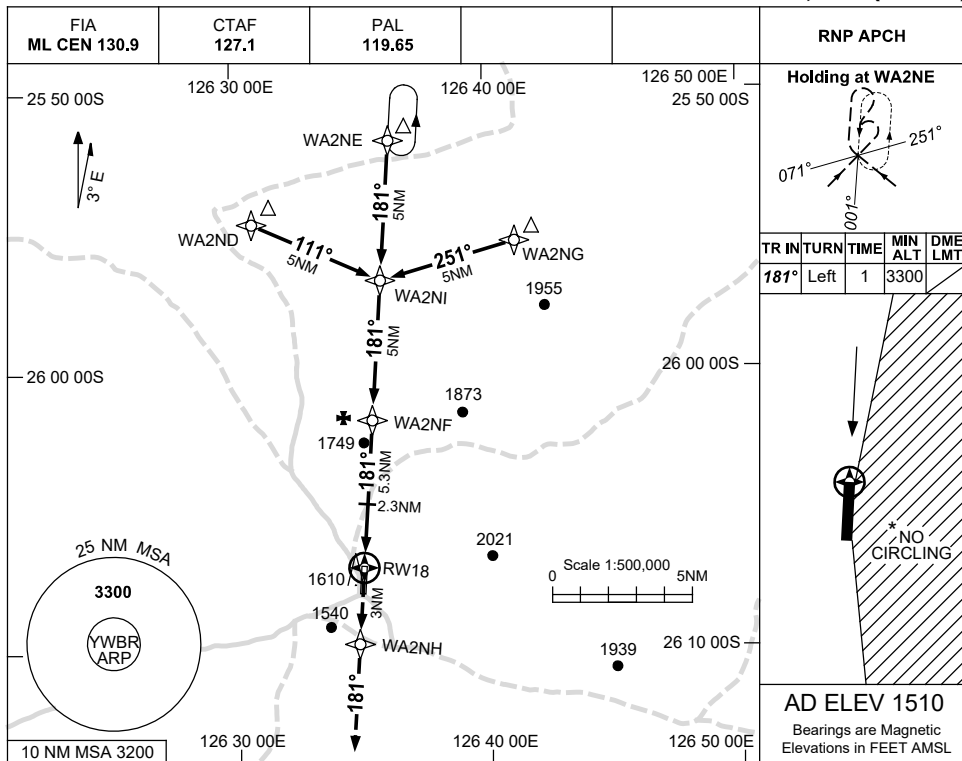 FIA
ML CEN 130.9
CTAF
127.1
PAL
119.65
RNP APCH
126 30 00E
126 40 00E
126 50 00E
25 50 00S
25 50 00S
3° E
WA2NE
181°
5NM
WA2ND
111°
5NM
251°
5NM
WA2NG
WA2NI
1955
181°
5NM
26 00 00S
26 00 00S
1873
WA2NF
1749
181°
5.3NM
2.3NM
2021
RW18
1610
3NM
Scale 1:500,000
0
5NM
1540
WA2NH
26 10 00S
1939
181°
25 NM MSA
3300
YWBR
ARP
10 NM MSA 3200
126 30 00E
126 40 00E
126 50 00E
Holding at WA2NE
251°
071°
001°
TR IN TURN TIME MIN ALT DME LMT
181° Left 1 3300
*NO
CIRCLING
AD ELEV 1510
Bearings are Magnetic
Elevations in FEET AMSL